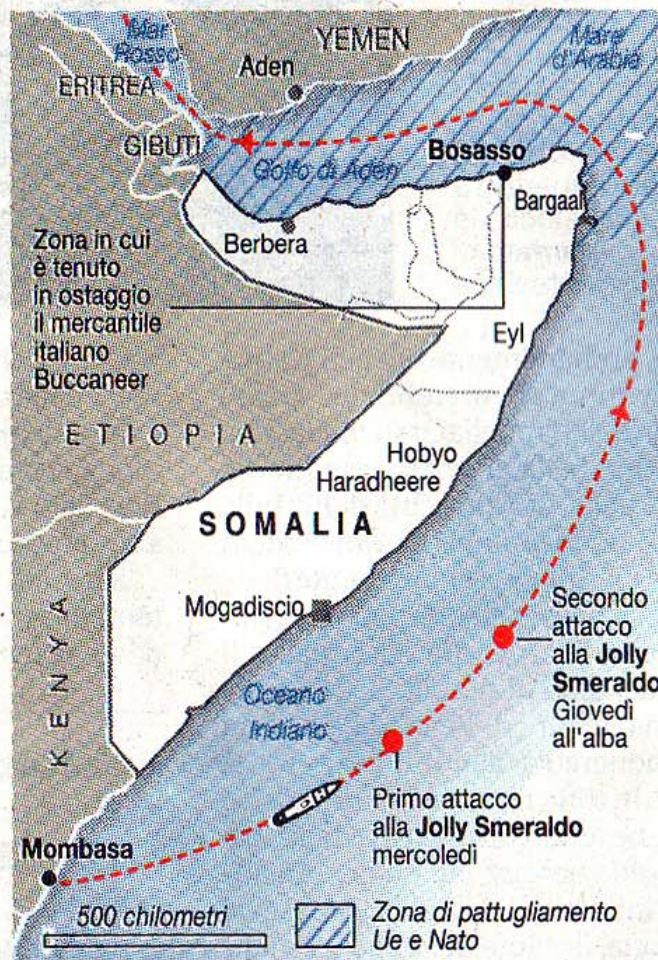 Mar
Rosso
YEMEN
Mare
d'Arabia
Aden
ERITREA
GIBUTI
Golfo di Aden
Bosasso
Bargaal
Berbera
Zona in cui
è tenuto
in ostaggio
il mercantile
italiano
Buccaneer
Eyl
ETIOPIA
Hobyo
Haradheere
SOMALIA
Mogadiscio
KENYA
Oceano
Indiano
Secondo
attacco
alla Jolly
Smeraldo
Giovedì
all'alba
Primo attacco
alla Jolly Smeraldo
mercoledì
Mombasa
500 chilometri
Zona di pattugliamento
Ue e Nato